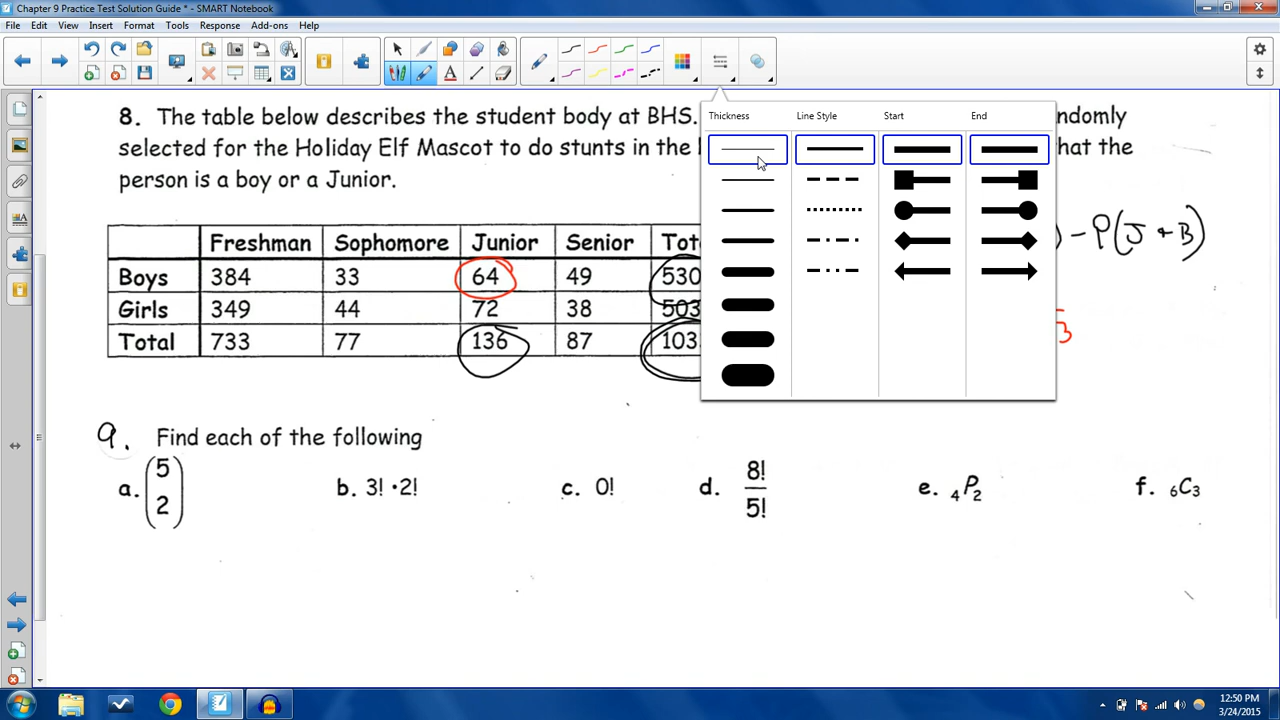 Chapter 9 Practice Test Solution Guide * - SMART Notebook
File Edit View Insert Format Tools Response Add-ons Help
Thickness Line Style Start End
8. The table below describes the student body at BHS.
ndomly
selected for the Holiday Elf Mascot to do stunts in the
hat the
person is a boy or a Junior.
Freshman Sophomore Junior Senior Tot
Boys 384 33 64 49 530
) - P(J + B)
Girls 349 44 72 38 503
Total 733 77 136 87 103
3
9. Find each of the following
a. (5 2) b. 3! · 2! c. 0! d. 8!/5! e. ₄P₂ f. ₆C₃
12:50 PM
3/24/2015